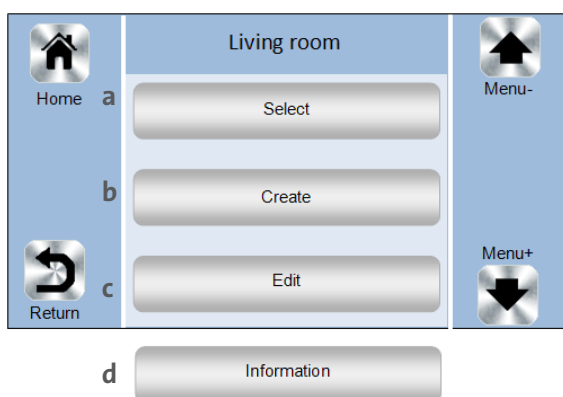 Living room
Home
a
Select
Menu-
b
Create
Return
c
Edit
Menu+
d
Information